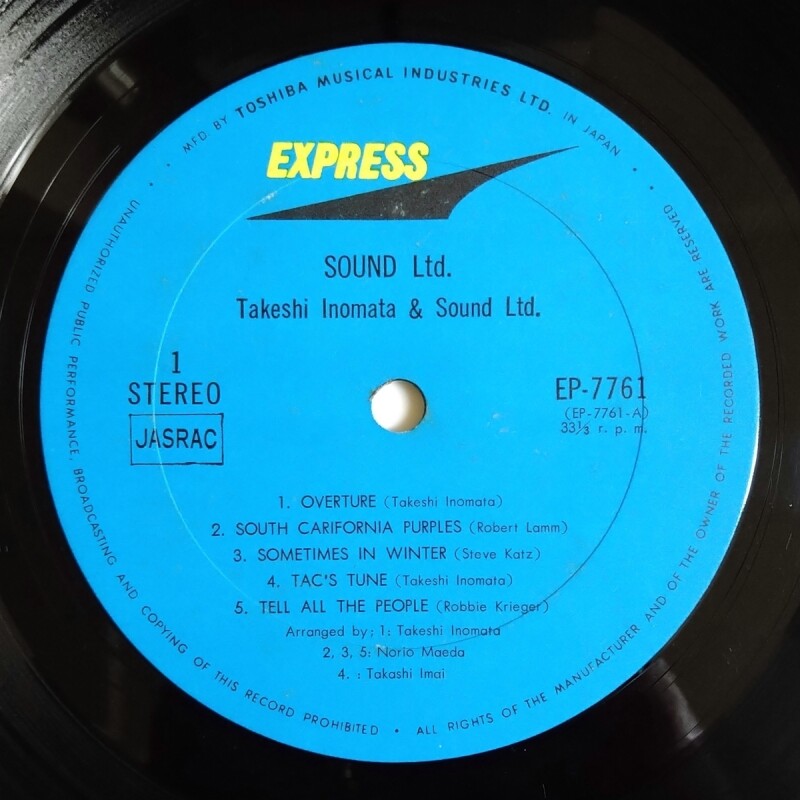 MFD BY TOSHIBA MUSICAL INDUSTRIES LTD. IN JAPAN
EXPRESS
SOUND Ltd.
Takeshi Inomata & Sound Ltd.
1
STEREO
JASRAC
EP-7761
(EP-7761-A)
33⅓ r. p. m.
1. OVERTURE (Takeshi Inomata)
2. SOUTH CARIFORNIA PURPLES (Robert Lamm)
3. SOMETIMES IN WINTER (Steve Katz)
4. TAC'S TUNE (Takeshi Inomata)
5. TELL ALL THE PEOPLE (Robbie Krieger)
Arranged by; 1: Takeshi Inomata
2, 3, 5: Norio Maeda
4. : Takashi Imai
UNAUTHORIZED PUBLIC PERFORMANCE, BROADCASTING AND COPYING OF THIS RECORD PROHIBITED • ALL RIGHTS OF THE MANUFACTURER AND OF THE OWNER OF THE RECORDED WORK ARE RESERVED